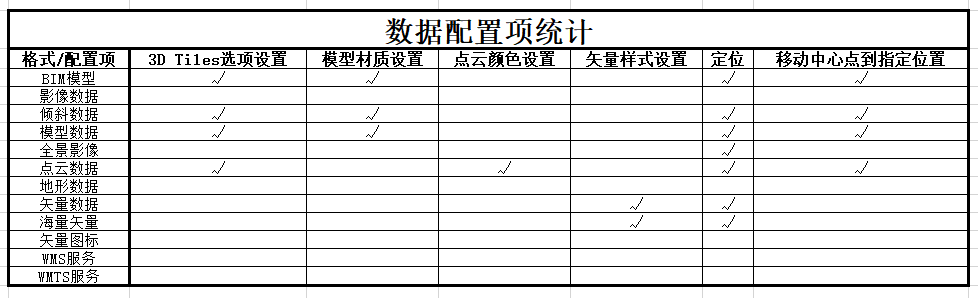 数据配置项统计
格式/配置项 3D Tiles选项设置 模型材质设置 点云颜色设置 矢量样式设置 定位 移动中心点到指定位置
BIM模型 √ √ √ √
影像数据
倾斜数据 √ √ √ √
模型数据 √ √ √ √
全景影像 √
点云数据 √ √ √ √
地形数据
矢量数据 √ √
海量矢量 √ √
矢量图标
WMS服务
WMTS服务